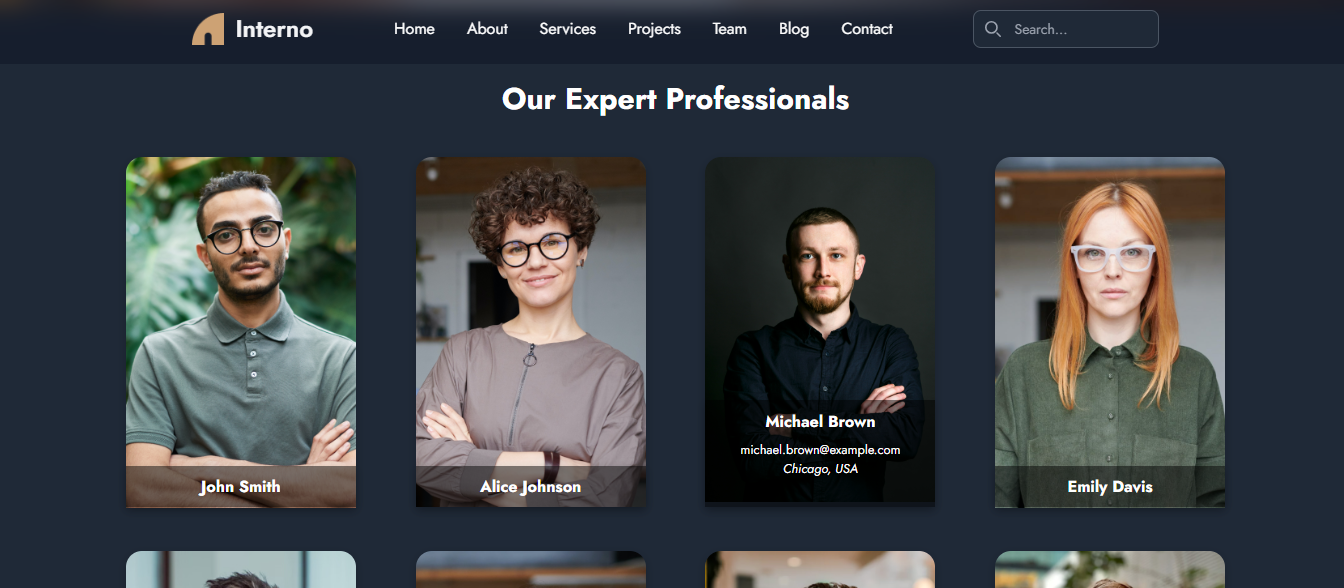 Interno
Home About Services Projects Team Blog Contact
Search...
Our Expert Professionals
John Smith
Alice Johnson
Michael Brown
michael.brown@example.com
Chicago, USA
Emily Davis